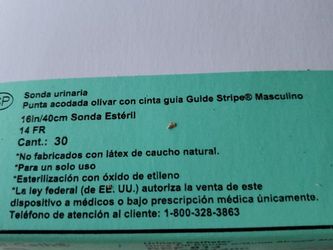 Sonda urinaria
Punta acodada olivar con cinta guia Guide Stripe® Masculino
16in/40cm Sonda Estéril
14 FR
Cant.: 30
*No fabricados con látex de caucho natural.
*Para un solo uso
*Esterilización con óxido de etileno
*La ley federal (de EE. UU.) autoriza la venta de este
dispositivo a médicos o bajo prescripción médica únicamente.
Teléfono de atención al cliente: 1-800-328-3863